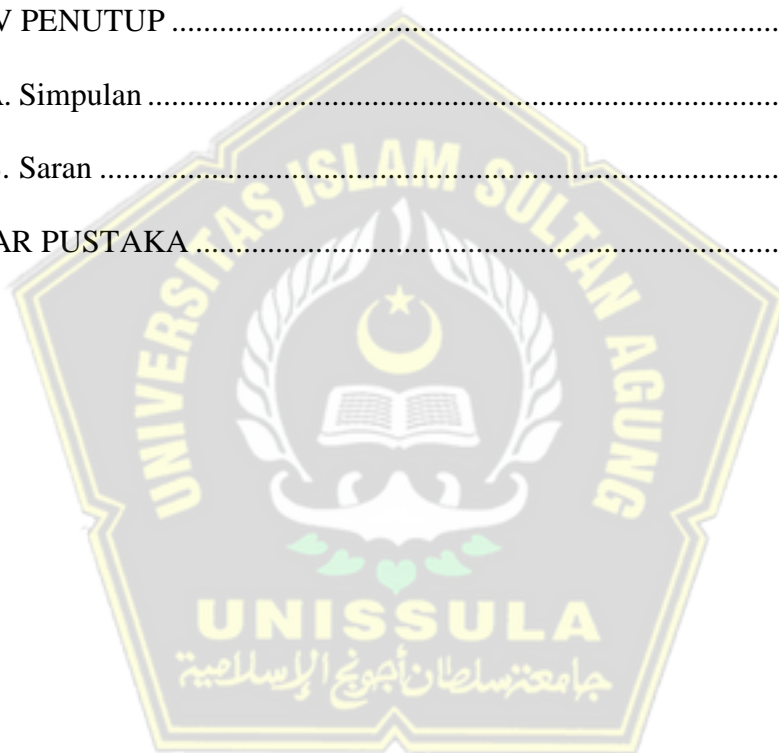 V PENUTUP ................................................................................
A. Simpulan ................................................................................
. Saran ................................................................................
AR PUSTAKA ................................................................................
UNIVERSITAS ISLAM SULTAN AGUNG
UNISSULA
جامعة سلطان أجونج الإسلامية